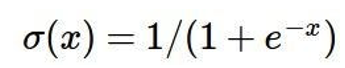 σ(x) = 1/(1 + e⁻ˣ)